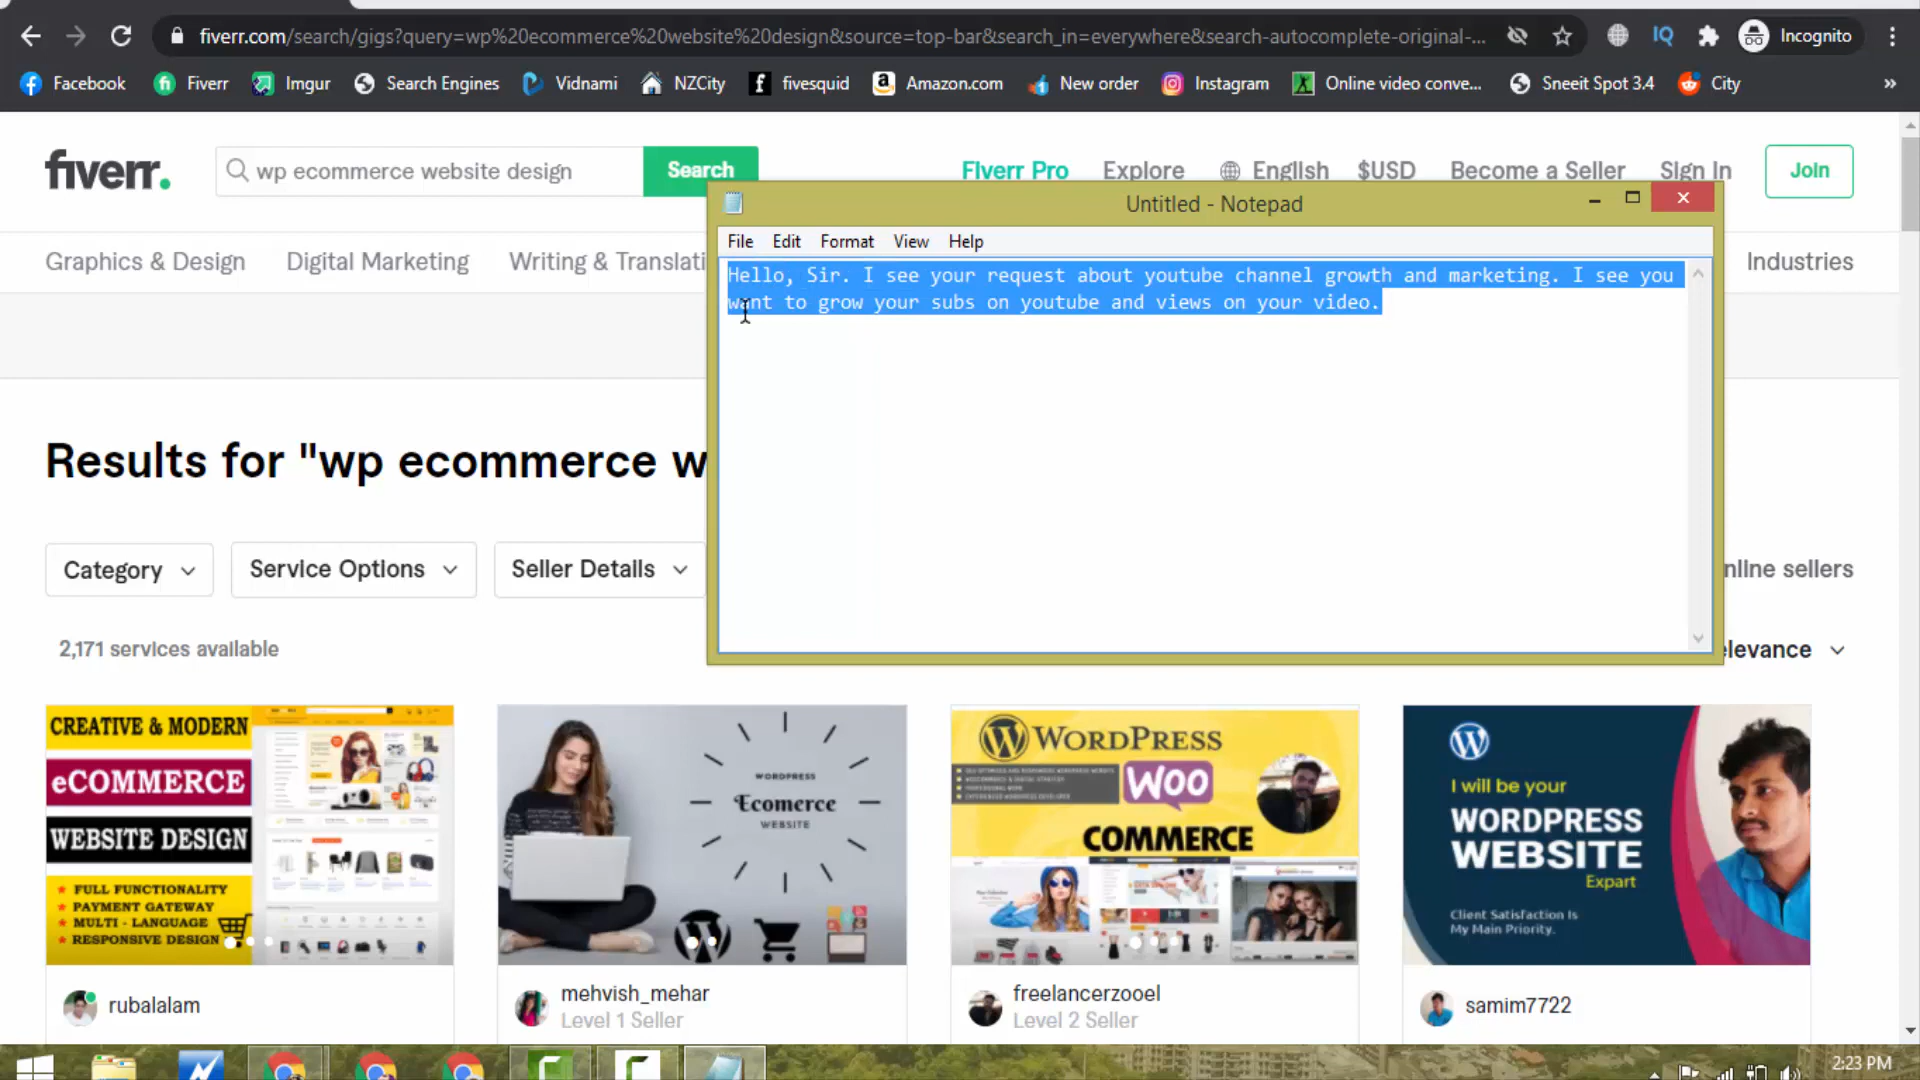 fiverr.com/search/gigs?query=wp%20ecommerce%20website%20design&source=top-bar&search_in=everywhere&search-autocomplete-original-...
Incognito
Facebook
Fiverr
Imgur
Search Engines
Vidnami
NZCity
fivesquid
Amazon.com
New order
Instagram
Online video conve...
Sneeit Spot 3.4
City
»
fiverr.
wp ecommerce website design
Search
Fiverr Pro
Explore
English
$USD
Become a Seller
Sign In
Join
Untitled - Notepad
File Edit Format View Help
Hello, Sir. I see your request about youtube channel growth and marketing. I see you
want to grow your subs on youtube and views on your video.
Graphics & Design
Digital Marketing
Writing & Translati
Industries
Results for "wp ecommerce w
Category
Service Options
Seller Details
nline sellers
2,171 services available
elevance
CREATIVE & MODERN
eCOMMERCE
WEBSITE DESIGN
FULL FUNCTIONALITY
PAYMENT GATEWAY
MULTI - LANGUAGE
RESPONSIVE DESIGN
WORDPRESS
Ecomerce
WEBSITE
WORDPRESS
WOO
COMMERCE
I will be your
WORDPRESS
WEBSITE
Expart
Client Satisfaction Is
My Main Priority.
rubalalam
mehvish_mehar
Level 1 Seller
freelancerzooel
Level 2 Seller
samim7722
2:23 PM